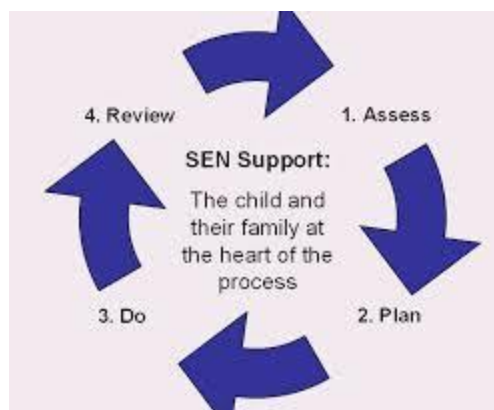 4. Review
1. Assess
SEN Support:
The child and
their family at
the heart of the
process
3. Do
2. Plan